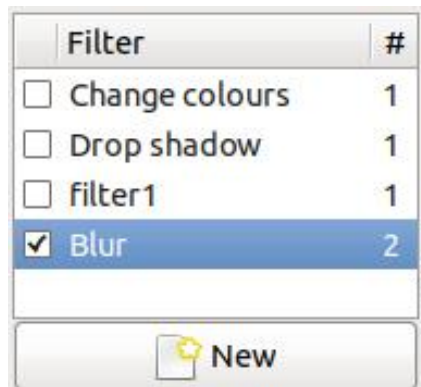 Filter #
Change colours 1
Drop shadow 1
filter1 1
Blur 2
New